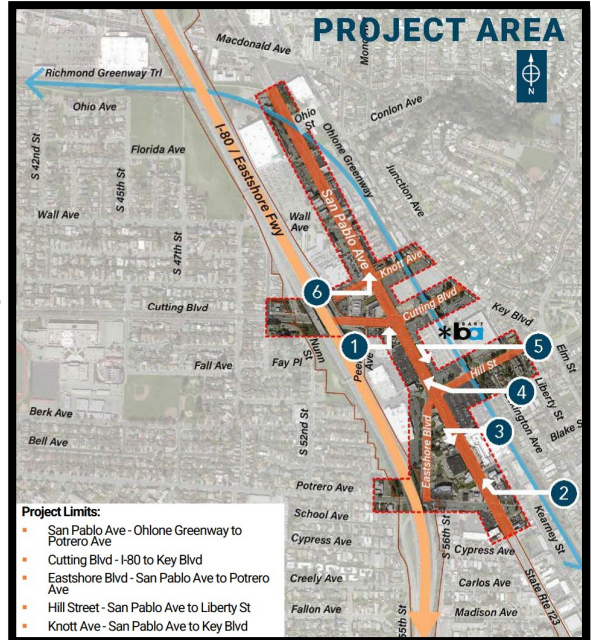 PROJECT AREA
N
Macdonald Ave
Richmond Greenway Trl
Ohio Ave
Ohio
St
Conlon Ave
S 42nd St
S 45th St
Florida Ave
I-80 / Eastshore Fwy
Ohlone Greenway
Junction Ave
Wall Ave
Wall
Ave
San Pablo Ave
S 47th St
Knott Ave
6
Cutting Blvd
Cutting Blvd
Key Blvd
BART
*ba
1
5
Nunn
St
Fay Pl
Fall Ave
Ave
Hill St
Elm St
Liberty St
4
Berk Ave
Bell Ave
S 52nd St
Eastshore Blvd
3
Potrero Ave
2
School Ave
Cypress Ave
S 56th St
Kearney St
Cypress Ave
State Rte 123
Creely Ave
Carlos Ave
Fallon Ave
55th St
Madison Ave
Project Limits:
▪ San Pablo Ave - Ohlone Greenway to
Potrero Ave
▪ Cutting Blvd - I-80 to Key Blvd
▪ Eastshore Blvd - San Pablo Ave to Potrero
Ave
▪ Hill Street - San Pablo Ave to Liberty St
▪ Knott Ave - San Pablo Ave to Key Blvd